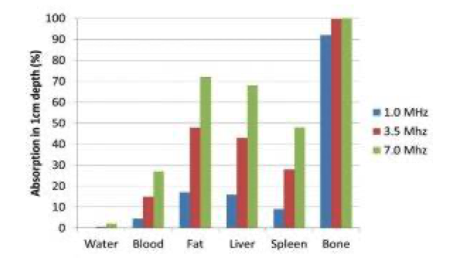 Absorption in 1cm depth (%)
100
90
80
70
60
50
40
30
20
10
0
Water Blood Fat Liver Spleen Bone
1.0 MHz
3.5 Mhz
7.0 Mhz